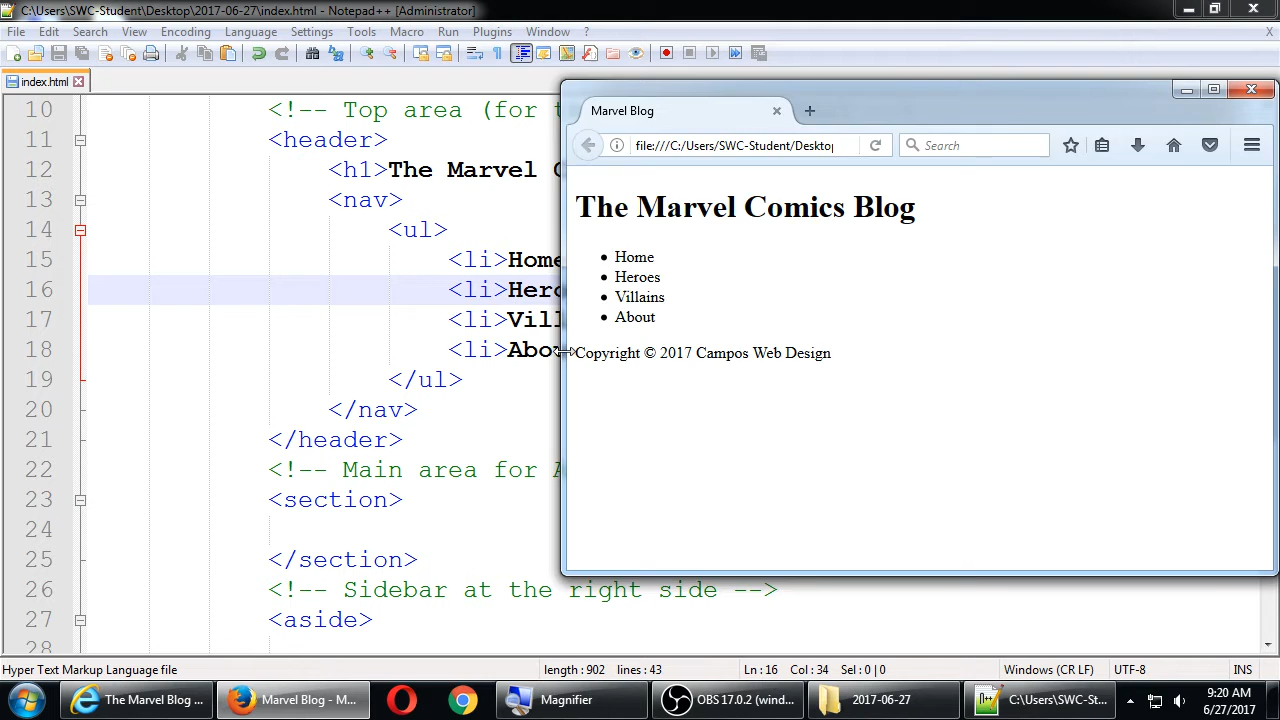 C:\Users\SWC-Student\Desktop\2017-06-27\index.html - Notepad++ [Administrator]
File Edit Search View Encoding Language Settings Tools Macro Run Plugins Window ? X
index.html
10 <!-- Top area (for t
11 <header>
12 <h1>The Marvel C
13 <nav>
14 <ul>
15 <li>Home
16 <li>Hero
17 <li>Vill
18 <li>Abou
19 </ul>
20 </nav>
21 </header>
22 <!-- Main area for A
23 <section>
24
25 </section>
26 <!-- Sidebar at the right side -->
27 <aside>
28
Marvel Blog
file:///C:/Users/SWC-Student/Desktop
Search
The Marvel Comics Blog
• Home
• Heroes
• Villains
• About
Copyright © 2017 Campos Web Design
Hyper Text Markup Language file length : 902 lines : 43 Ln : 16 Col : 34 Sel : 0 | 0 Windows (CR LF) UTF-8 INS
The Marvel Blog ... Marvel Blog - M... Magnifier OBS 17.0.2 (wind... 2017-06-27 C:\Users\SWC-St...
9:20 AM
6/27/2017